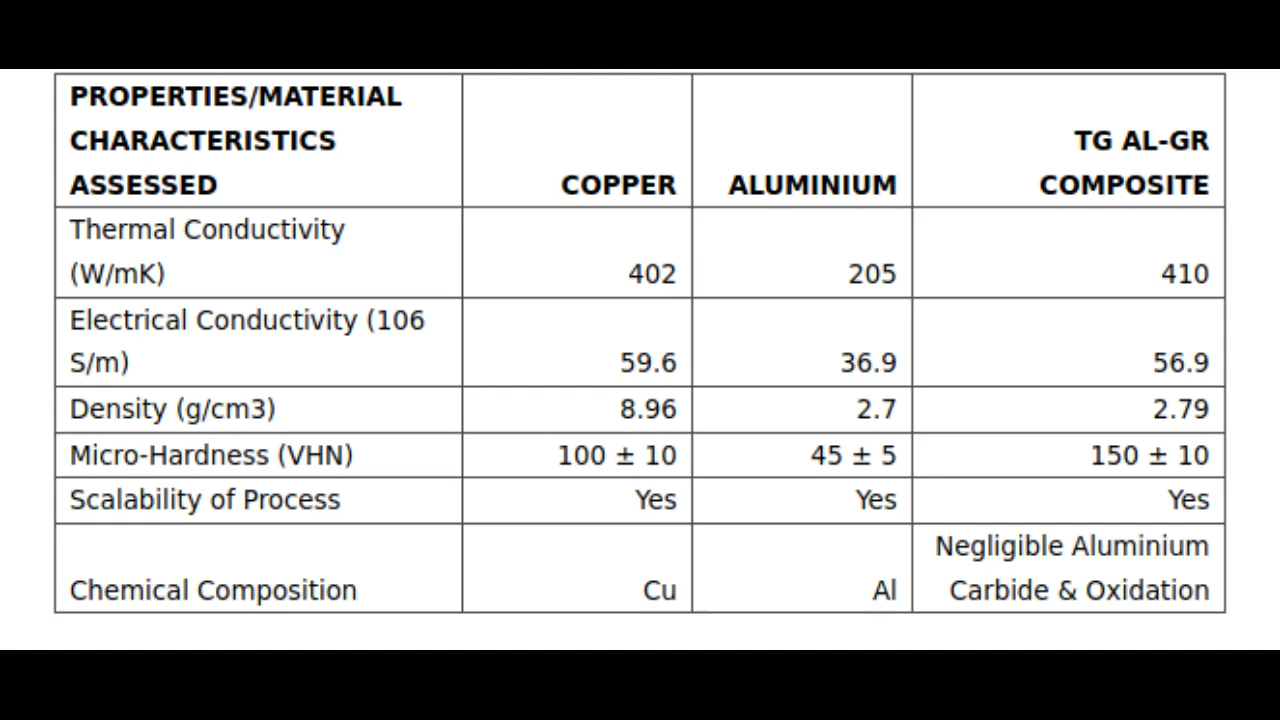 PROPERTIES/MATERIAL
CHARACTERISTICS
ASSESSED
COPPER
ALUMINIUM
TG AL-GR
COMPOSITE
Thermal Conductivity
(W/mK)
402
205
410
Electrical Conductivity (106
S/m)
59.6
36.9
56.9
Density (g/cm3)
8.96
2.7
2.79
Micro-Hardness (VHN)
100 ± 10
45 ± 5
150 ± 10
Scalability of Process
Yes
Yes
Yes
Chemical Composition
Cu
Al
Negligible Aluminium
Carbide & Oxidation